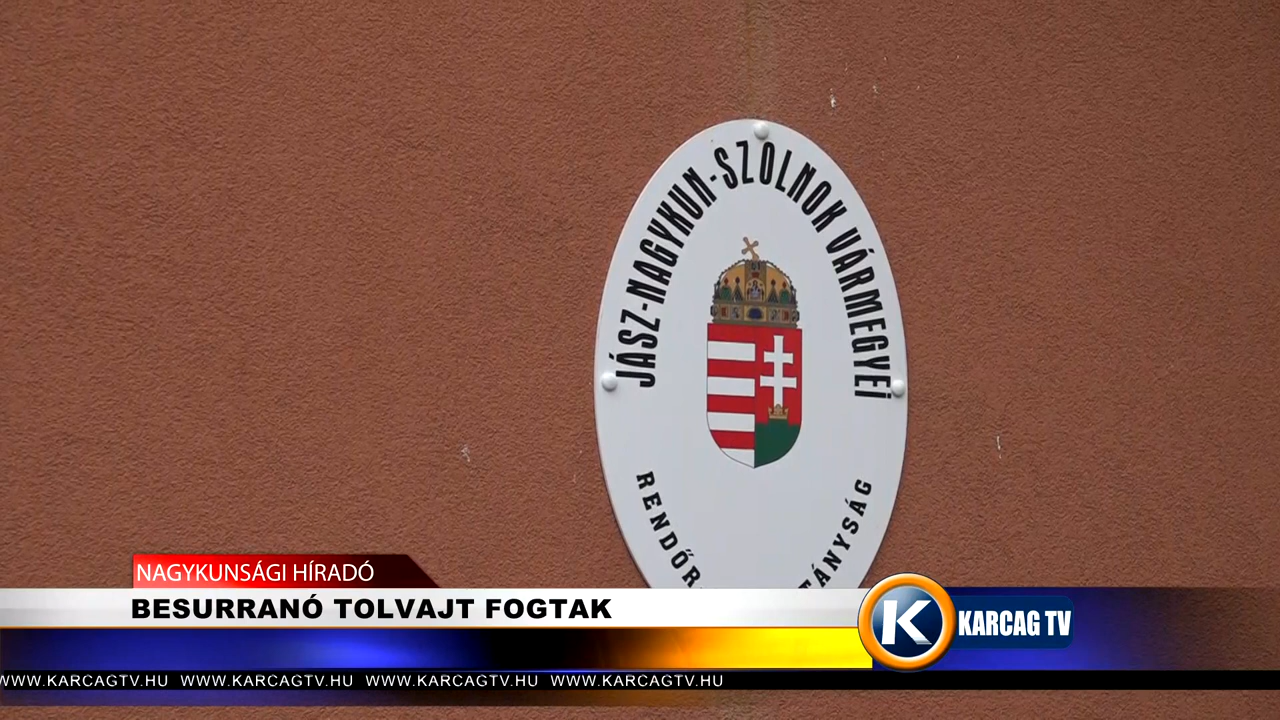 JÁSZ-NAGYKUN-SZOLNOK VÁRMEGYEI
NAGYKUNSÁGI HÍRADÓ
BESURRANÓ TOLVAJT FOGTAK
K KARCAG TV
WWW.KARCAGTV.HU WWW.KARCAGTV.HU WWW.KARCAGTV.HU WWW.KARCAGTV.HU